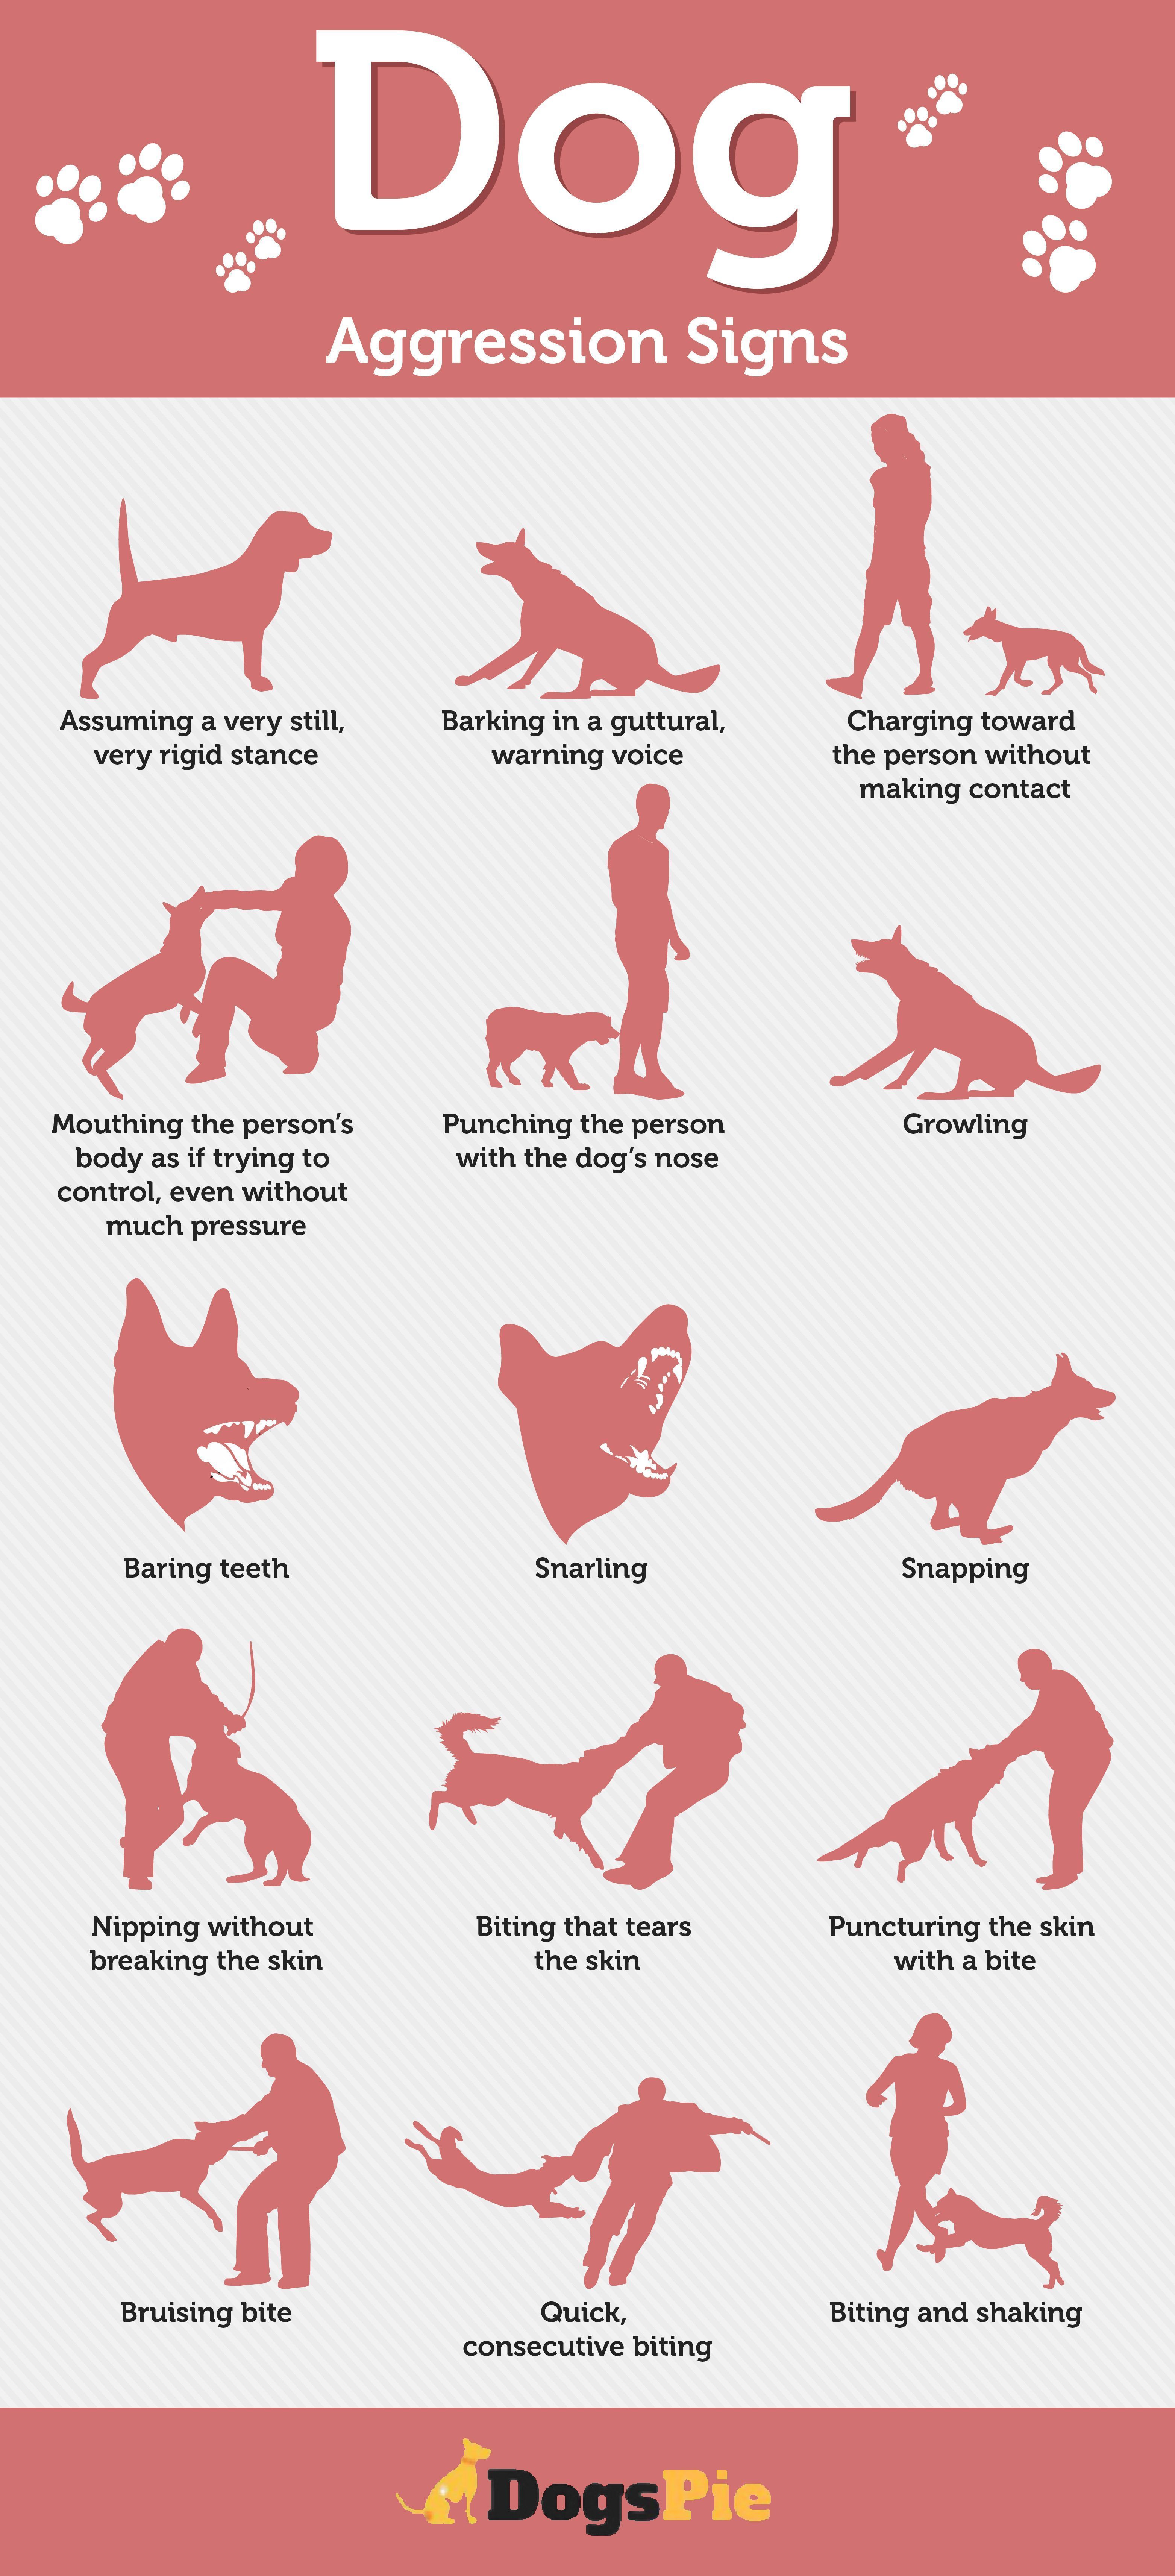 Dog
Aggression Signs
Assuming a very still,
very rigid stance
Barking in a guttural,
warning voice
Charging toward
the person without
making contact
Mouthing the person's
body as if trying to
control, even without
much pressure
Punching the person
with the dog's nose
Growling
Baring teeth
Snarling
Snapping
Nipping without
breaking the skin
Biting that tears
the skin
Puncturing the skin
with a bite
Bruising bite
Quick,
consecutive biting
Biting and shaking
DogsPie